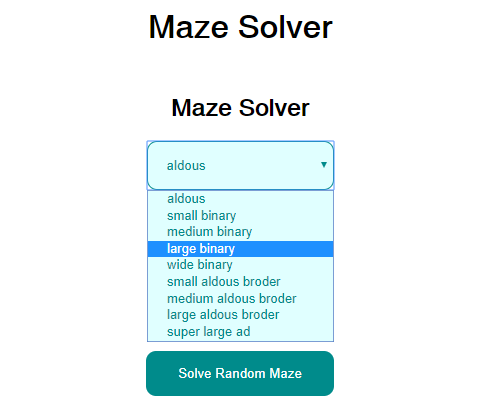 Maze Solver
Maze Solver
aldous
aldous
small binary
medium binary
large binary
wide binary
small aldous broder
medium aldous broder
large aldous broder
super large ad
Solve Random Maze